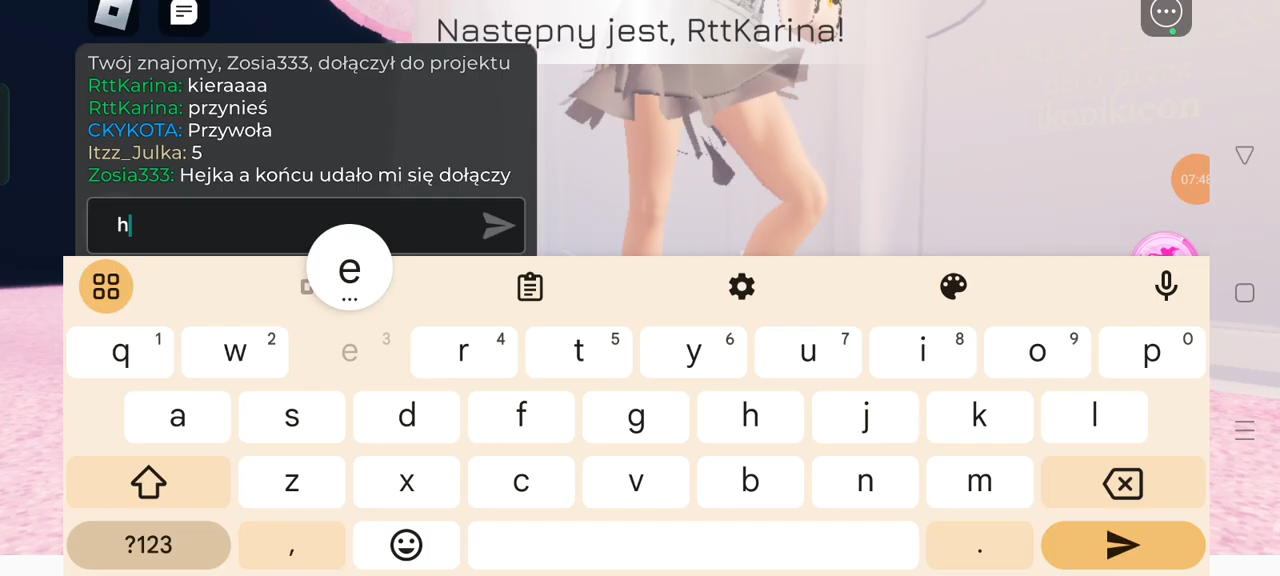 Następny jest, RttKarina!
Twój znajomy, Zosia333, dołączył do projektu
RttKarina: kieraaaa
RttKarina: przynieś
CKYKOTA: Przywoła
Itzz_Julka: 5
Zosia333: Hejka a końcu udało mi się dołączy
h
07:48
e
q 1 w 2 e 3 r 4 t 5 y 6 u 7 i 8 o 9 p 0
a s d f g h j k l
z x c v b n m
?123 , .